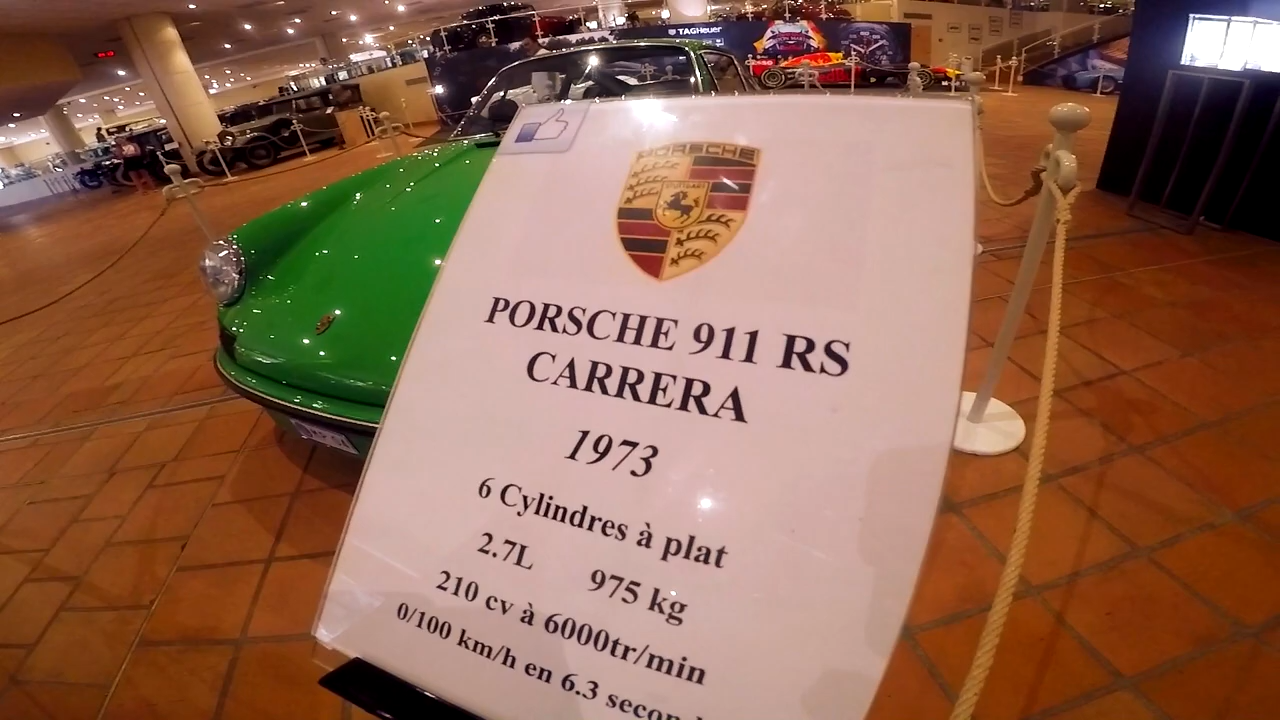 TAGHeuer
PORSCHE
STUTTGART
PORSCHE 911 RS
CARRERA
1973
6 Cylindres à plat
2.7L 975 kg
210 cv à 6000tr/min
0/100 km/h en 6.3